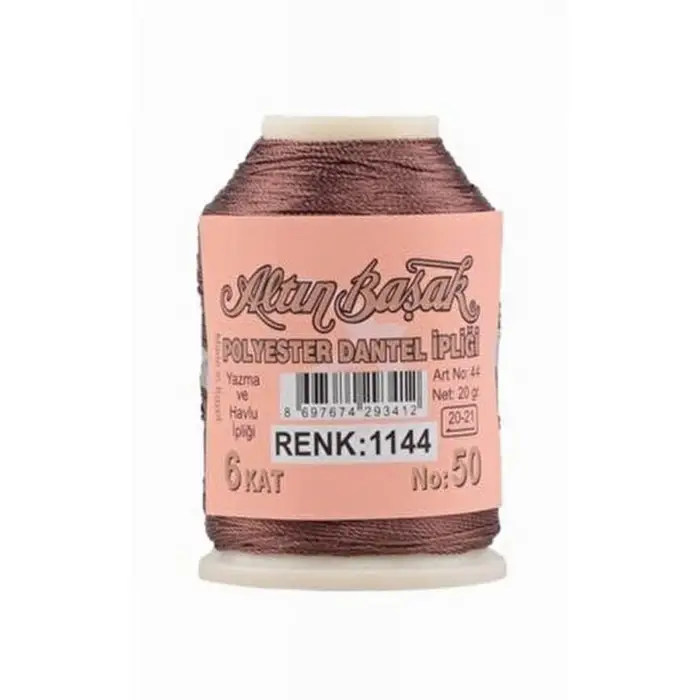 Altın Başak
POLYESTER DANTEL İPLİĞİ
Yazma
ve
Havlu
İpliği
8 697674 293412
Art No: 44
Net: 20 gr
20-21
RENK:1144
6 KAT
No: 50